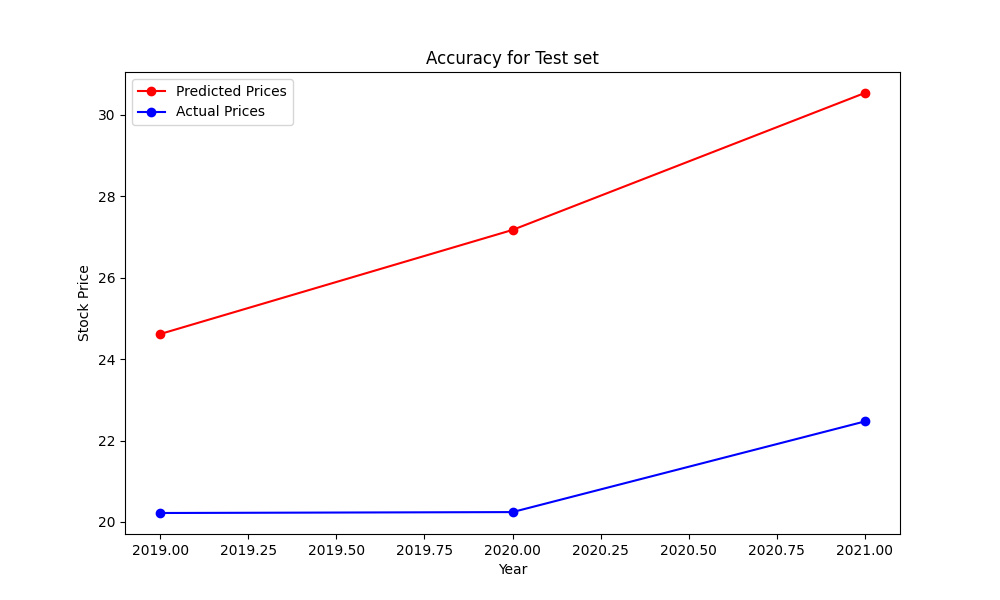 Accuracy for Test set
Predicted Prices
Actual Prices
30
28
26
24
22
20
Stock Price
2019.00 2019.25 2019.50 2019.75 2020.00 2020.25 2020.50 2020.75 2021.00
Year